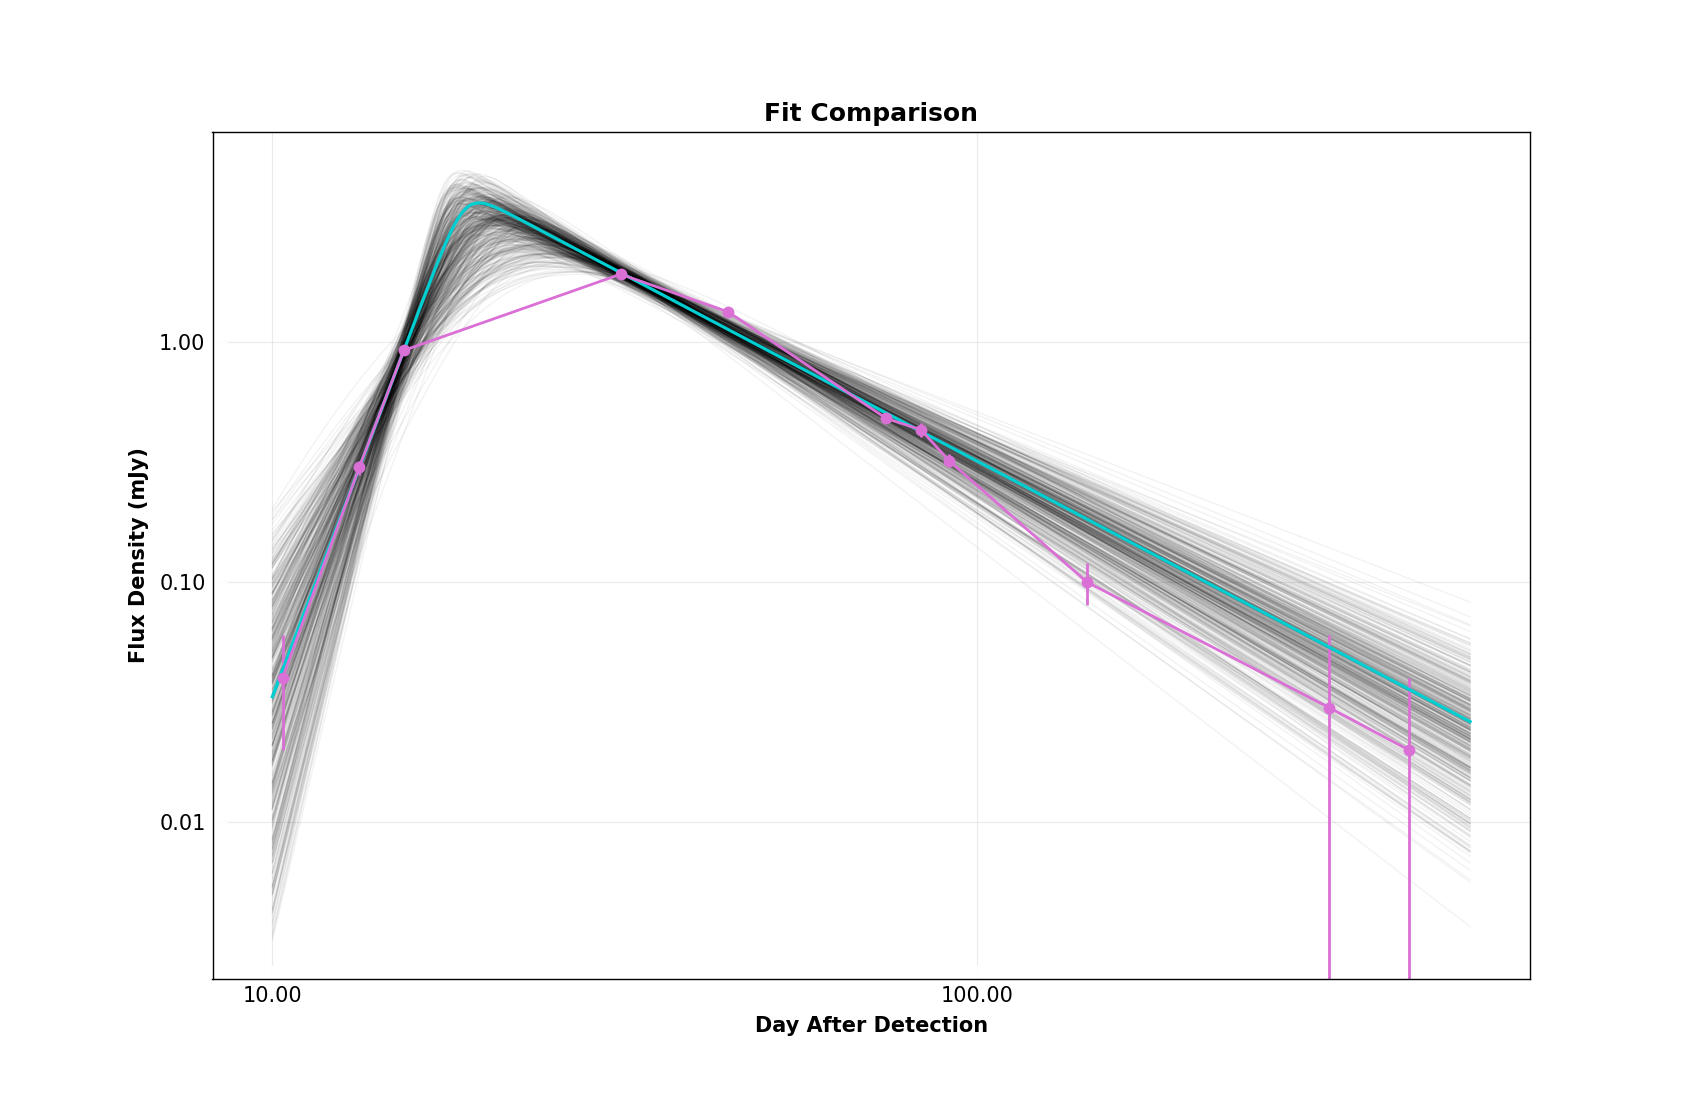 Fit Comparison
Flux Density (mJy)
1.00
0.10
0.01
10.00
100.00
Day After Detection